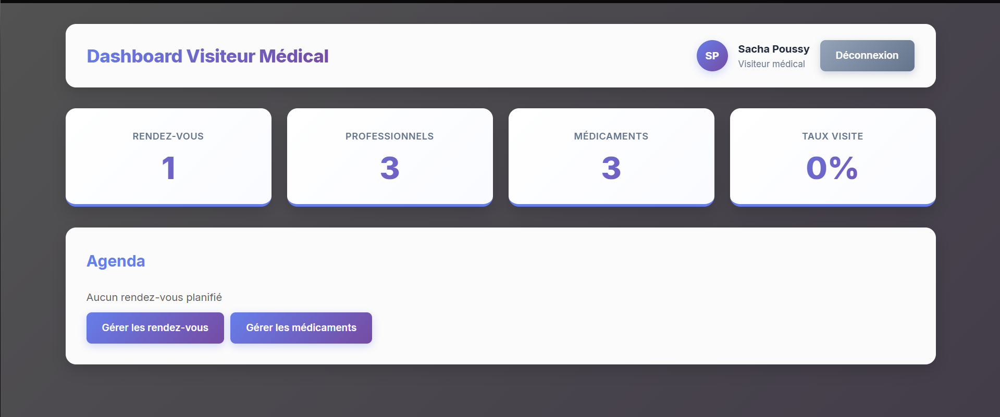 Dashboard Visiteur Médical
SP
Sacha Poussy
Visiteur médical
Déconnexion
RENDEZ-VOUS
1
PROFESSIONNELS
3
MÉDICAMENTS
3
TAUX VISITE
0%
Agenda
Aucun rendez-vous planifié
Gérer les rendez-vous
Gérer les médicaments